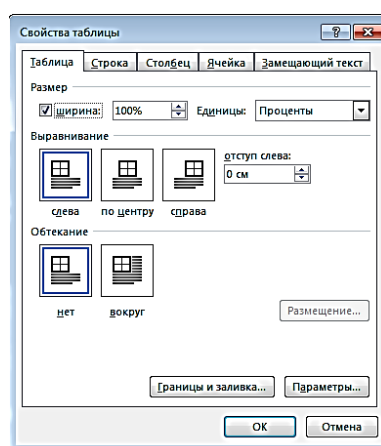 Свойства таблицы
Таблица Строка Столбец Ячейка Замещающий текст
Размер
ширина: 100% Единицы: Проценты
Выравнивание
отступ слева:
0 см
слева по центру справа
Обтекание
нет вокруг
Размещение...
Границы и заливка... Параметры...
ОК Отмена